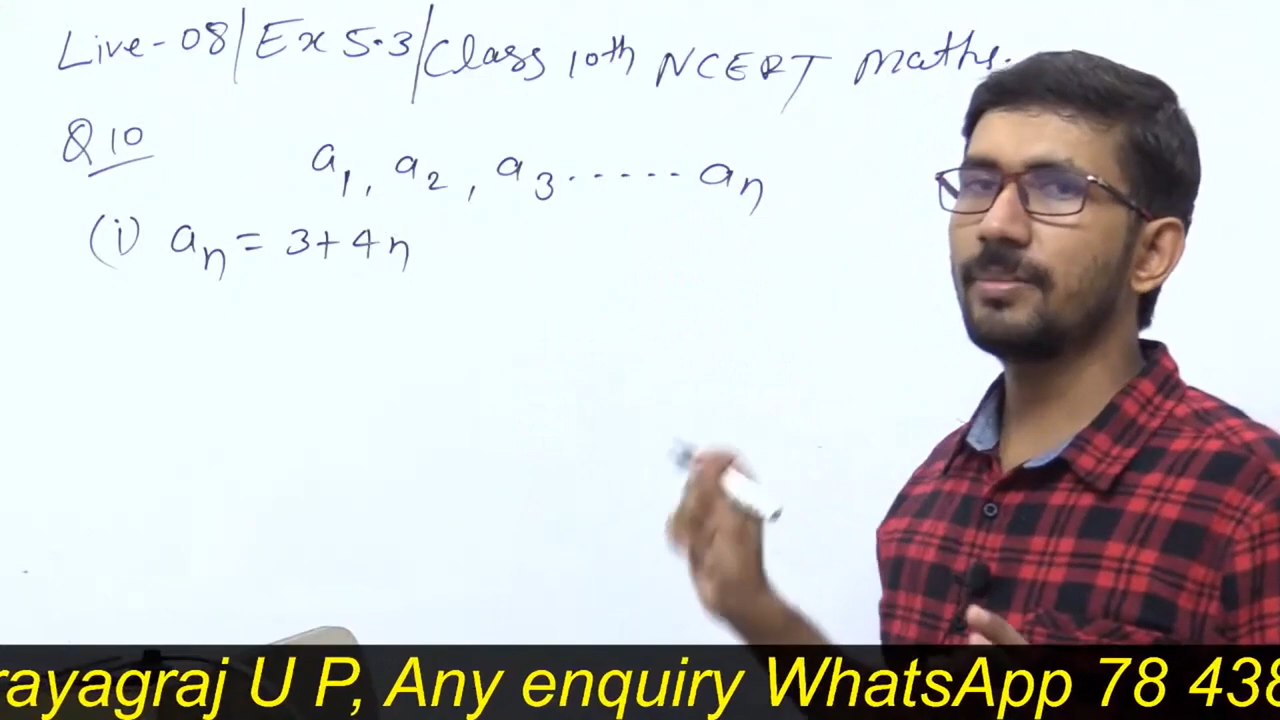 Live-08/Ex 5.3/Class 10th NCERT Maths.
Q10
a1, a2, a3......an
(i) an = 3+4n
rayagraj U P, Any enquiry WhatsApp 78 438